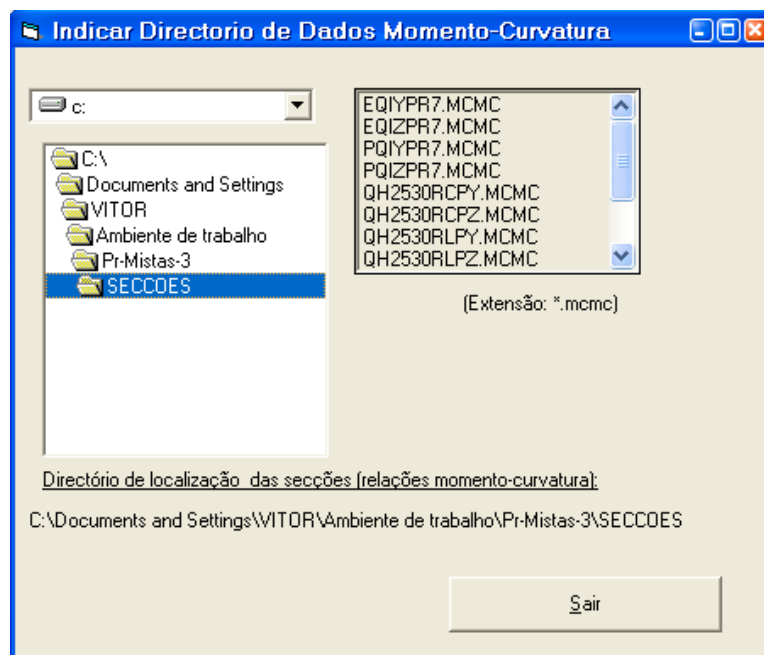 Indicar Directorio de Dados Momento-Curvatura
c:
C:\
Documents and Settings
VITOR
Ambiente de trabalho
Pr-Mistas-3
SECCOES
EQIYPR7.MCMC
EQIZPR7.MCMC
PQIYPR7.MCMC
PQIZPR7.MCMC
QH2530RCPY.MCMC
QH2530RCPZ.MCMC
QH2530RLPY.MCMC
QH2530RLPZ.MCMC
(Extensão: *.mcmc)
Directório de localização das secções (relações momento-curvatura):
C:\Documents and Settings\VITOR\Ambiente de trabalho\Pr-Mistas-3\SECCOES
Sair